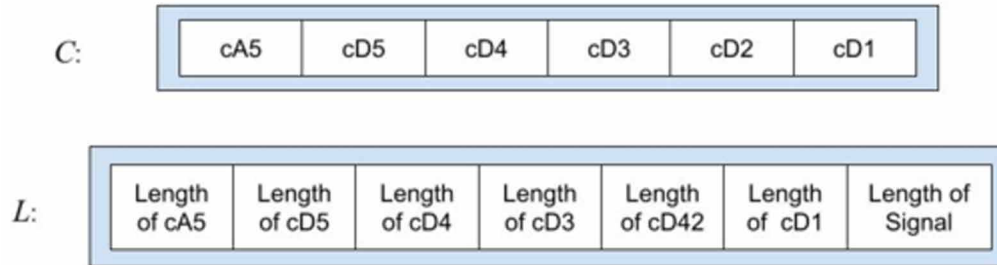 C: cA5 cD5 cD4 cD3 cD2 cD1
L: Length of cA5 Length of cD5 Length of cD4 Length of cD3 Length of cD42 Length of cD1 Length of Signal